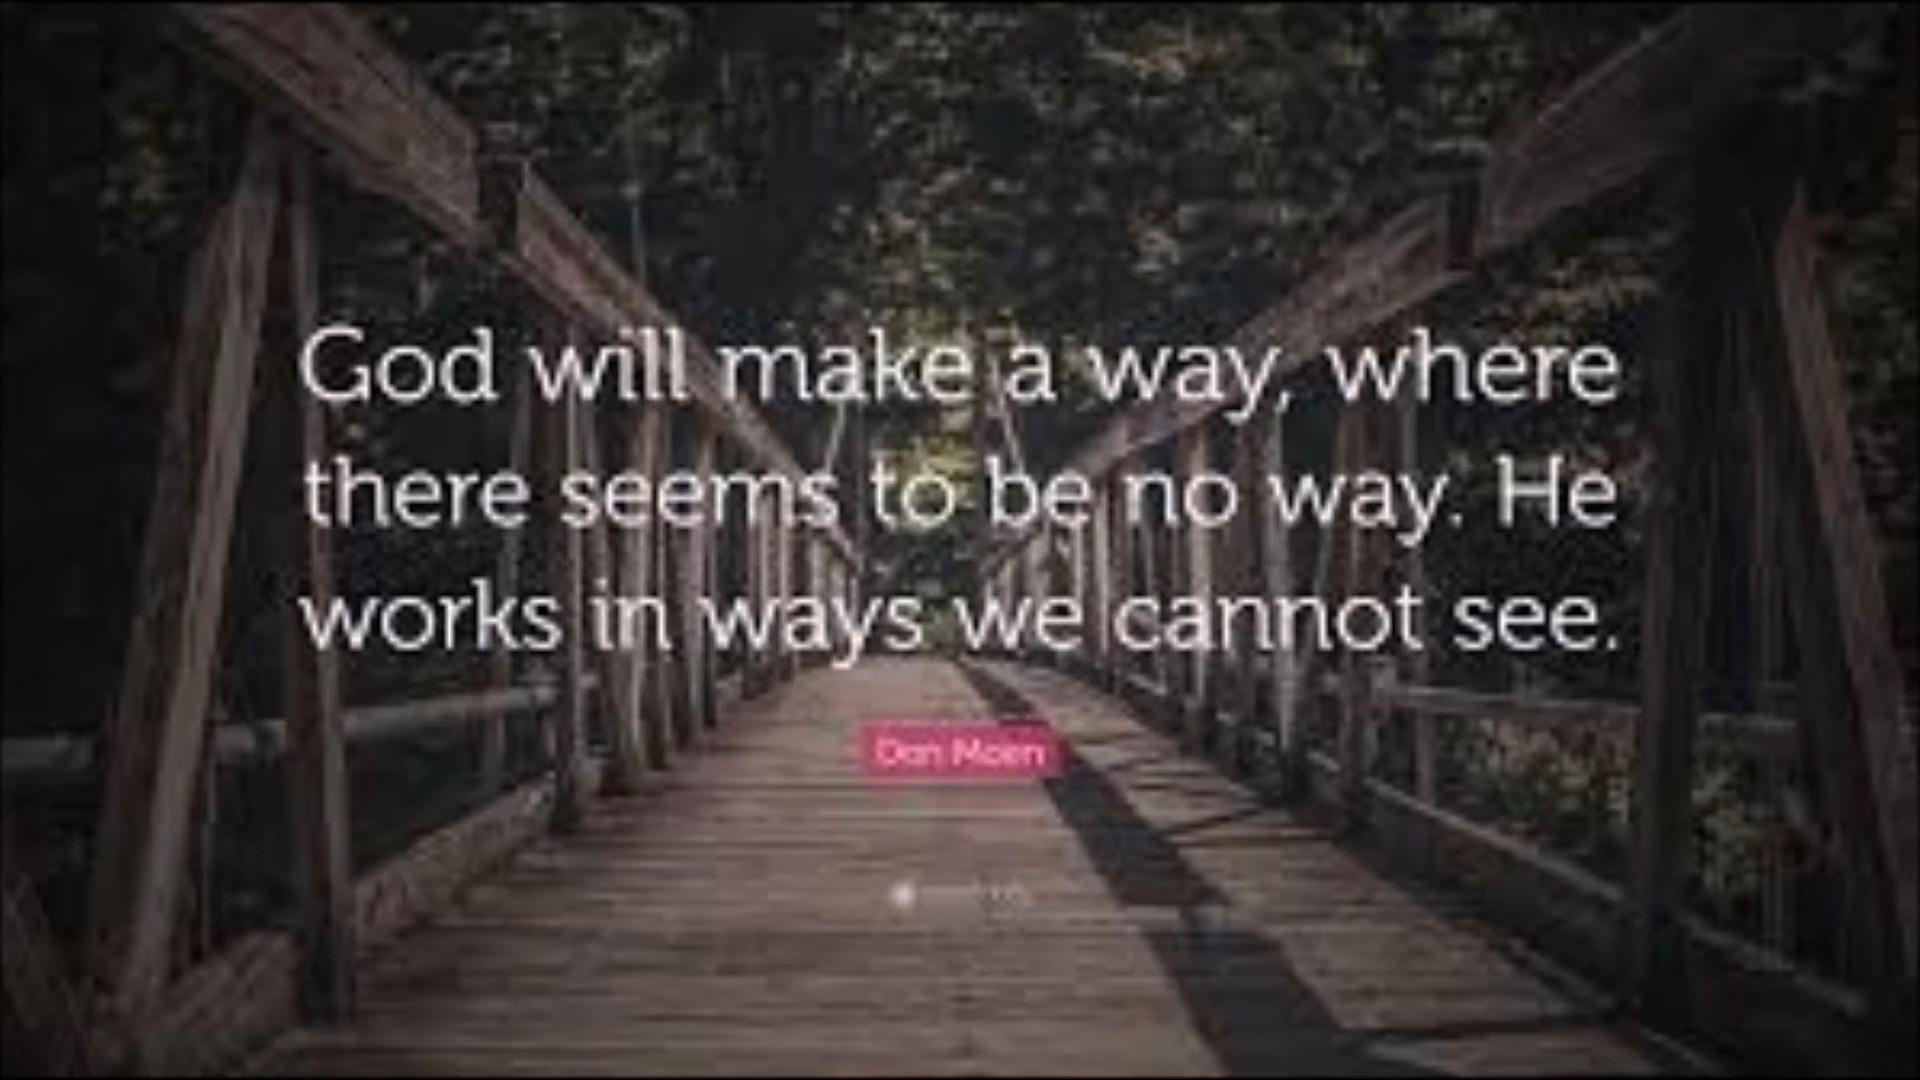 God will make a way, where
there seems to be no way. He
works in ways we cannot see.
Don Moen